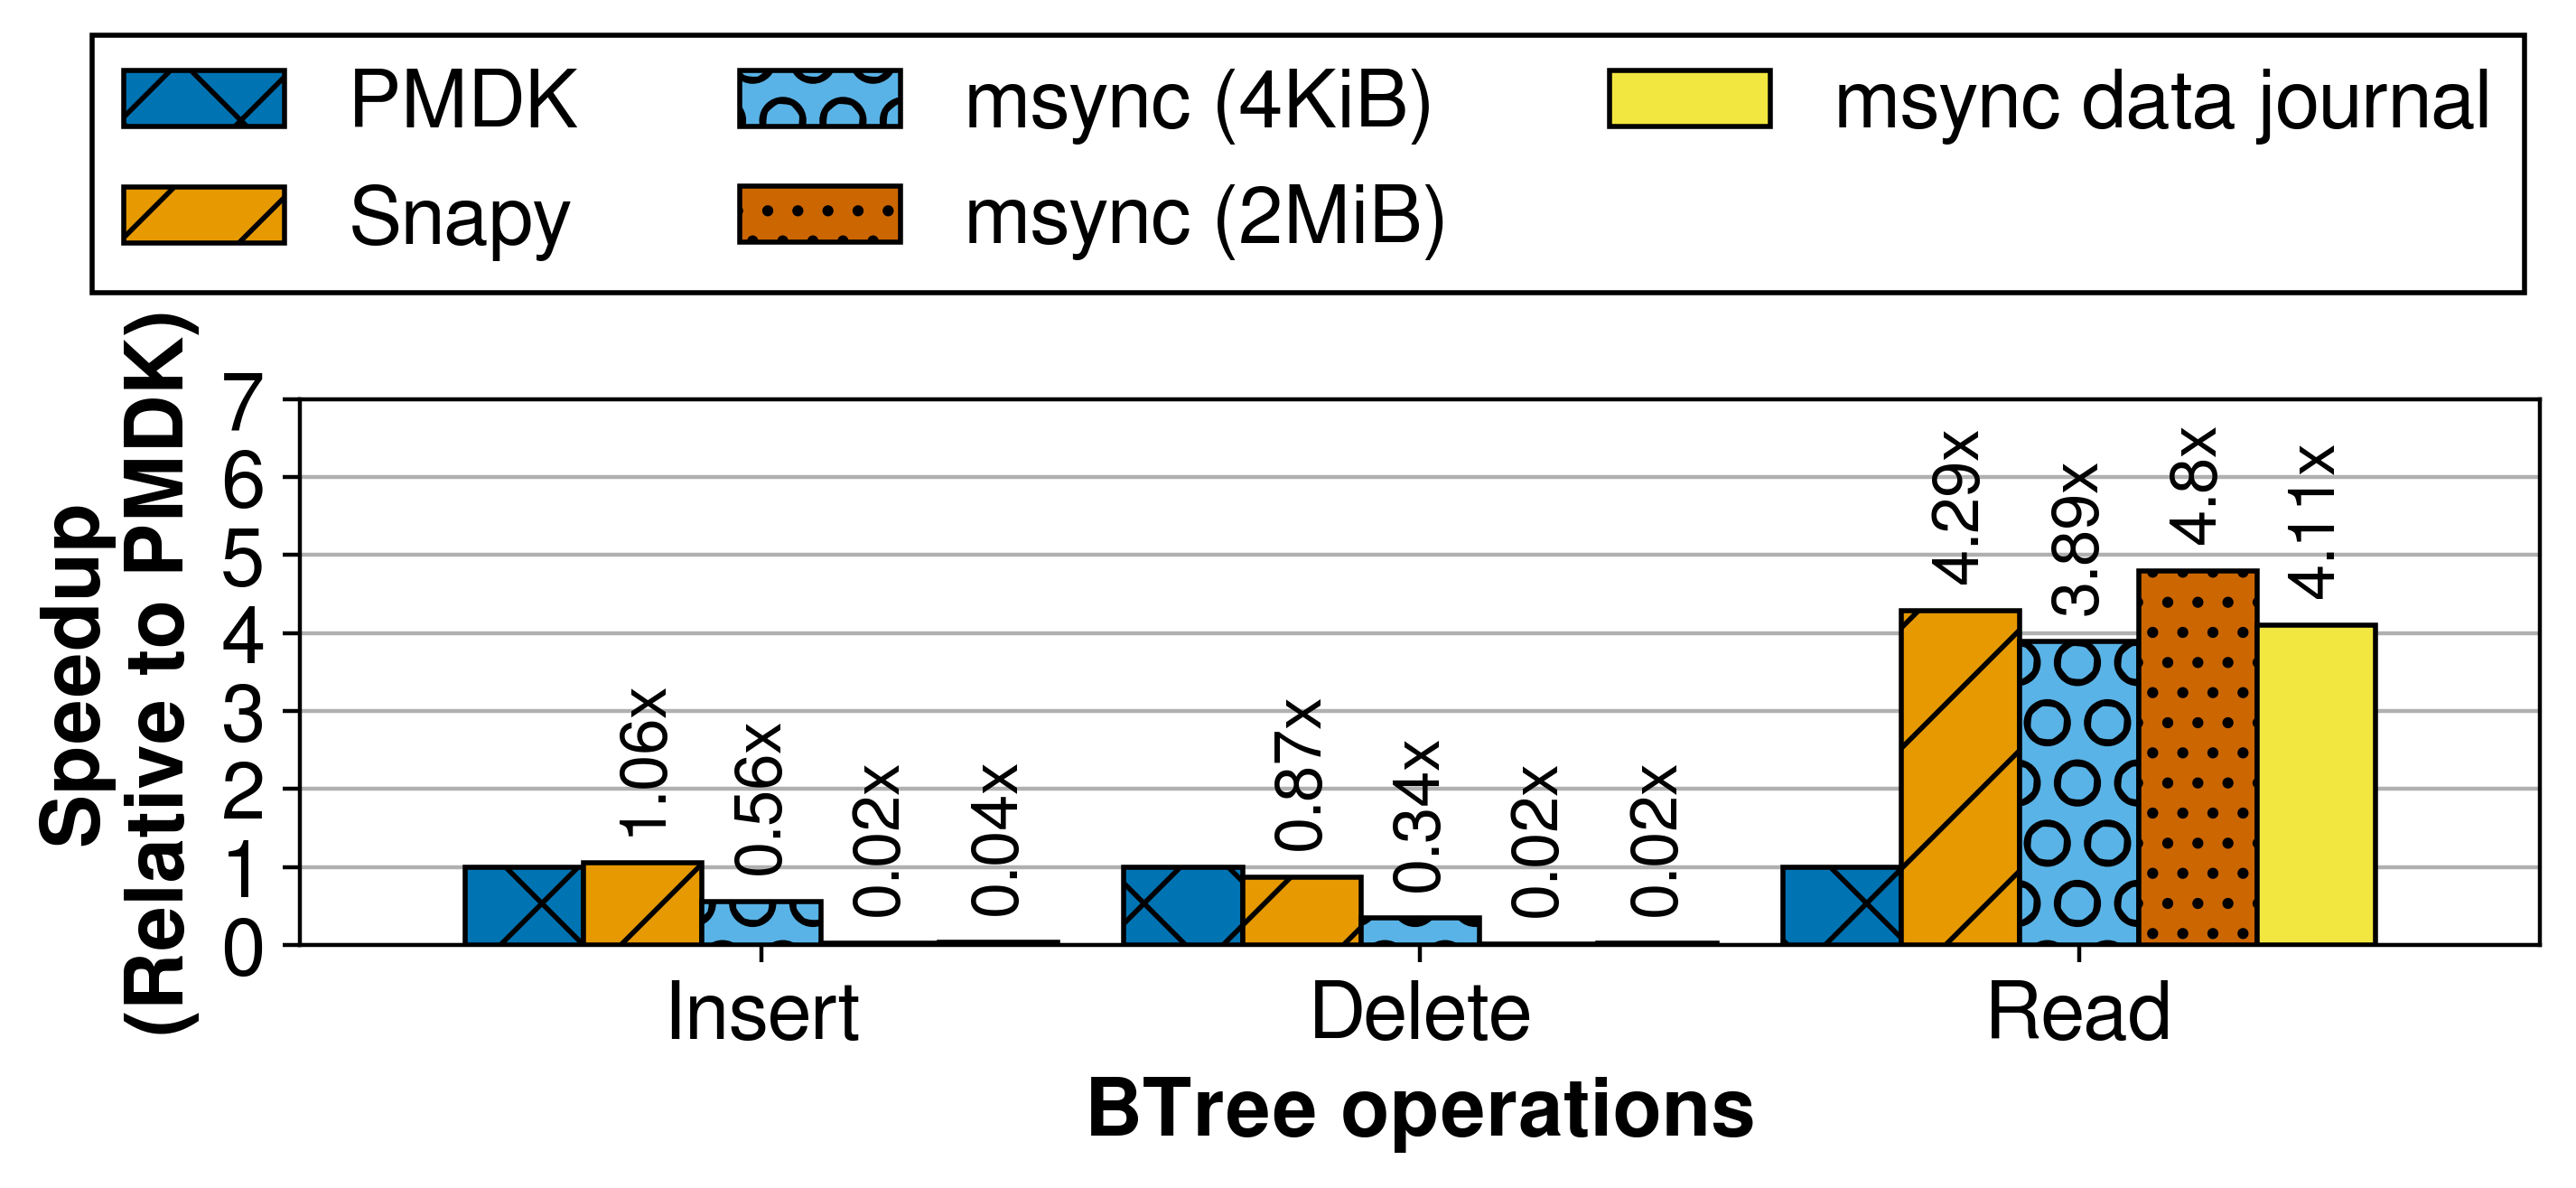 PMDK
Snapy
msync (4KiB)
msync (2MiB)
msync data journal
Speedup
(Relative to PMDK)
7
6
5
4
3
2
1
0
1.06x
0.56x
0.02x
0.04x
0.87x
0.34x
0.02x
0.02x
4.29x
3.89x
4.8x
4.11x
Insert
Delete
Read
BTree operations